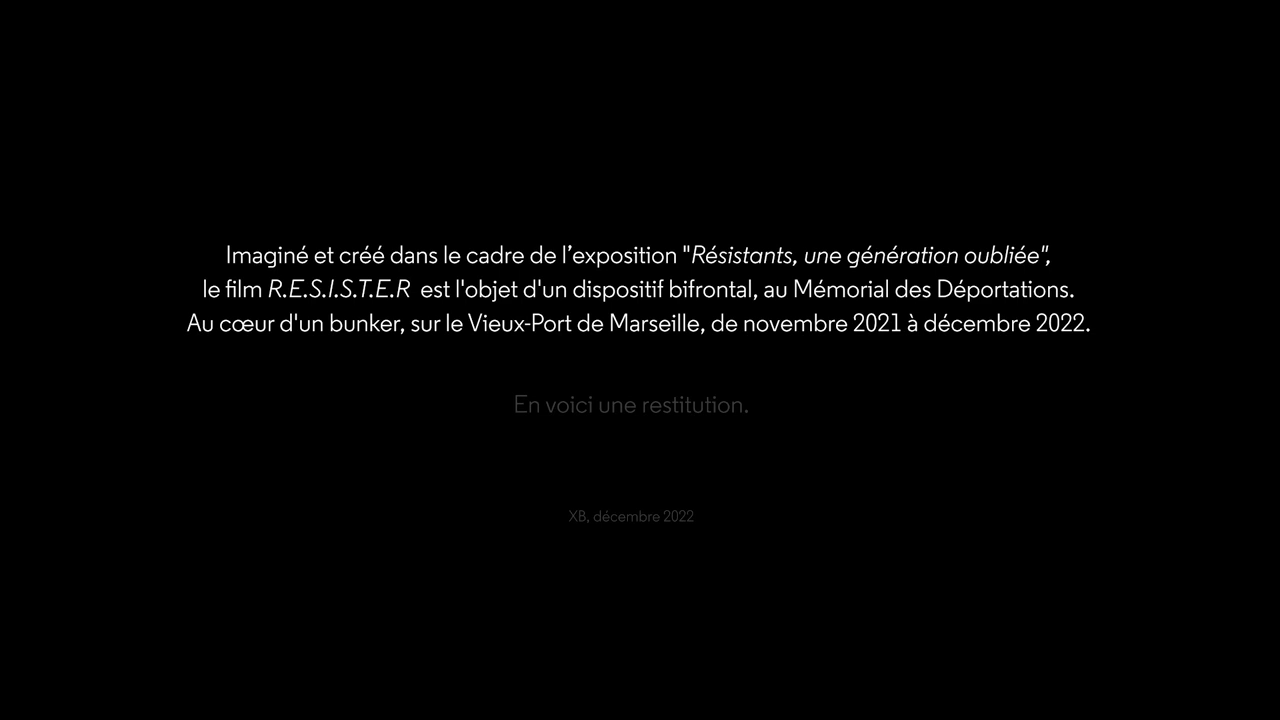 Imaginé et créé dans le cadre de l’exposition "Résistants, une génération oubliée",
le film R.E.S.I.S.T.E.R est l'objet d'un dispositif bifrontal, au Mémorial des Déportations.
Au cœur d'un bunker, sur le Vieux-Port de Marseille, de novembre 2021 à décembre 2022.
En voici une restitution.
XB, décembre 2022